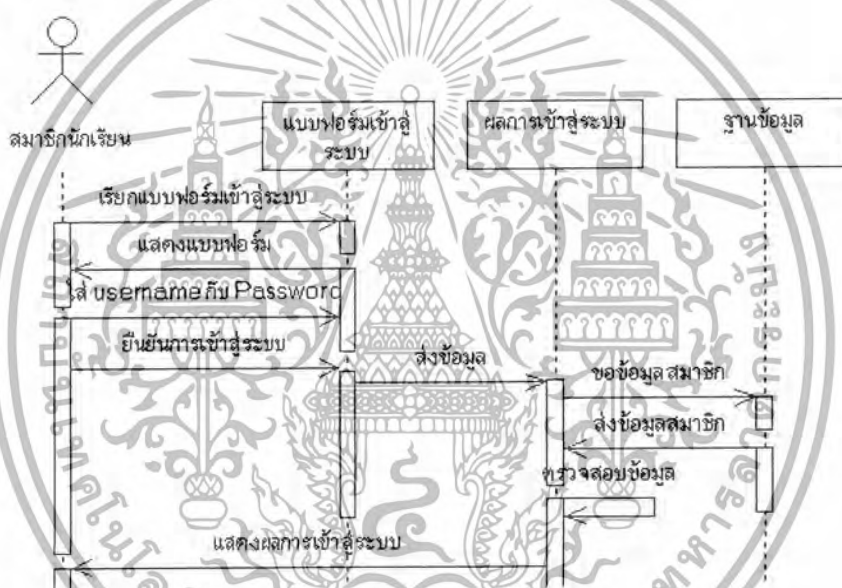 สมาชิกนักเรียน
แบบฟอร์มเข้าสู่
ระบบ
ผลการเข้าสู่ระบบ
ฐานข้อมูล
เรียกแบบฟอร์มเข้าสู่ระบบ
แสดงแบบฟอร์ม
ใส่ username กับ Password
ยืนยันการเข้าสู่ระบบ
ส่งข้อมูล
ขอข้อมูลสมาชิก
ส่งข้อมูลสมาชิก
ตรวจสอบข้อมูล
แสดงผลการเข้าสู่ระบบ